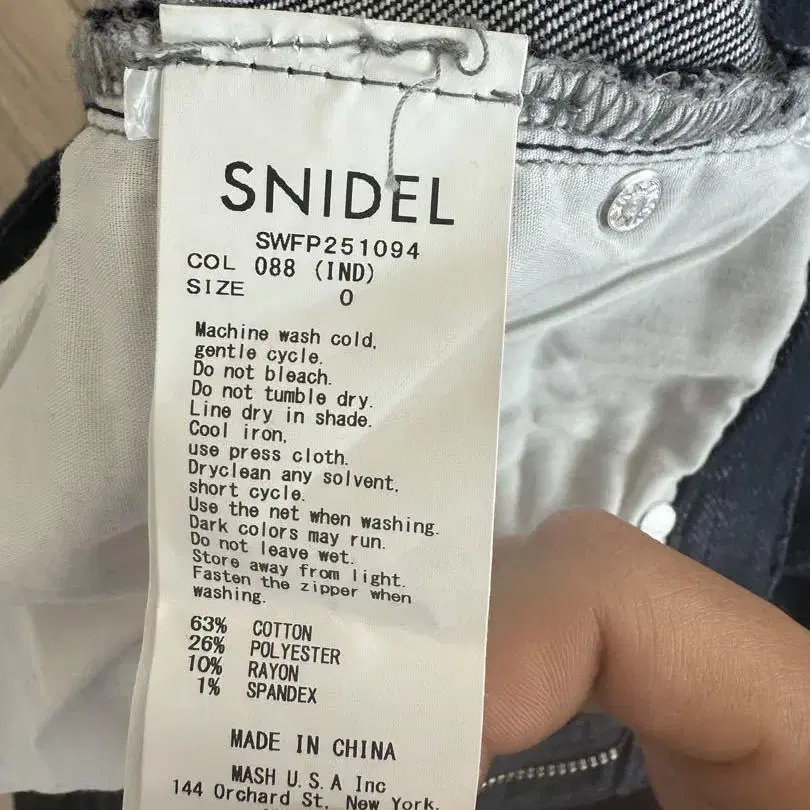 SNIDEL
SWFP251094
COL 088 (IND)
SIZE 0
Machine wash cold,
gentle cycle.
Do not bleach.
Do not tumble dry.
Line dry in shade.
Cool iron,
use press cloth.
Dryclean any solvent,
short cycle.
Use the net when washing.
Dark colors may run.
Do not leave wet.
Store away from light.
Fasten the zipper when
washing.
63% COTTON
26% POLYESTER
10% RAYON
1% SPANDEX
MADE IN CHINA
MASH U.S.A Inc
144 Orchard St, New York,